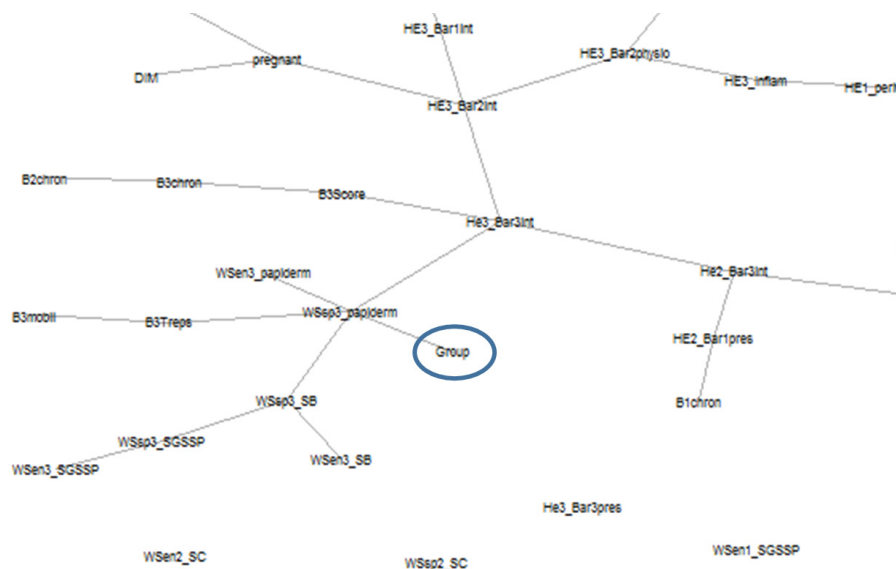 HE3_Bar1int
HE3_Bar2physio
pregnant
DIM
HE3_inflam
HE1_peri
HE3_Bar2int
B2chron
B3chron
B3Score
He3_Bar3int
WSen3_papiderm
He2_Bar3int
WSsp3_papiderm
B3mobil
B3Treps
HE2_Bar1pres
Group
WSsp3_SB
B1chron
WSsp3_SGSSP
WSen3_SGSSP
WSen3_SB
He3_Bar3pres
WSen2_SC
WSsp2_SC
WSen1_SGSSP